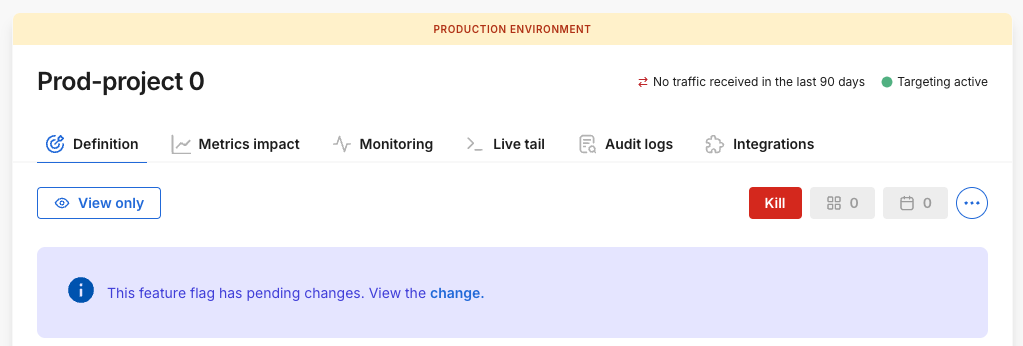 PRODUCTION ENVIRONMENT
Prod-project 0
No traffic received in the last 90 days
Targeting active
Definition
Metrics impact
Monitoring
Live tail
Audit logs
Integrations
View only
Kill
0
0
This feature flag has pending changes. View the change.